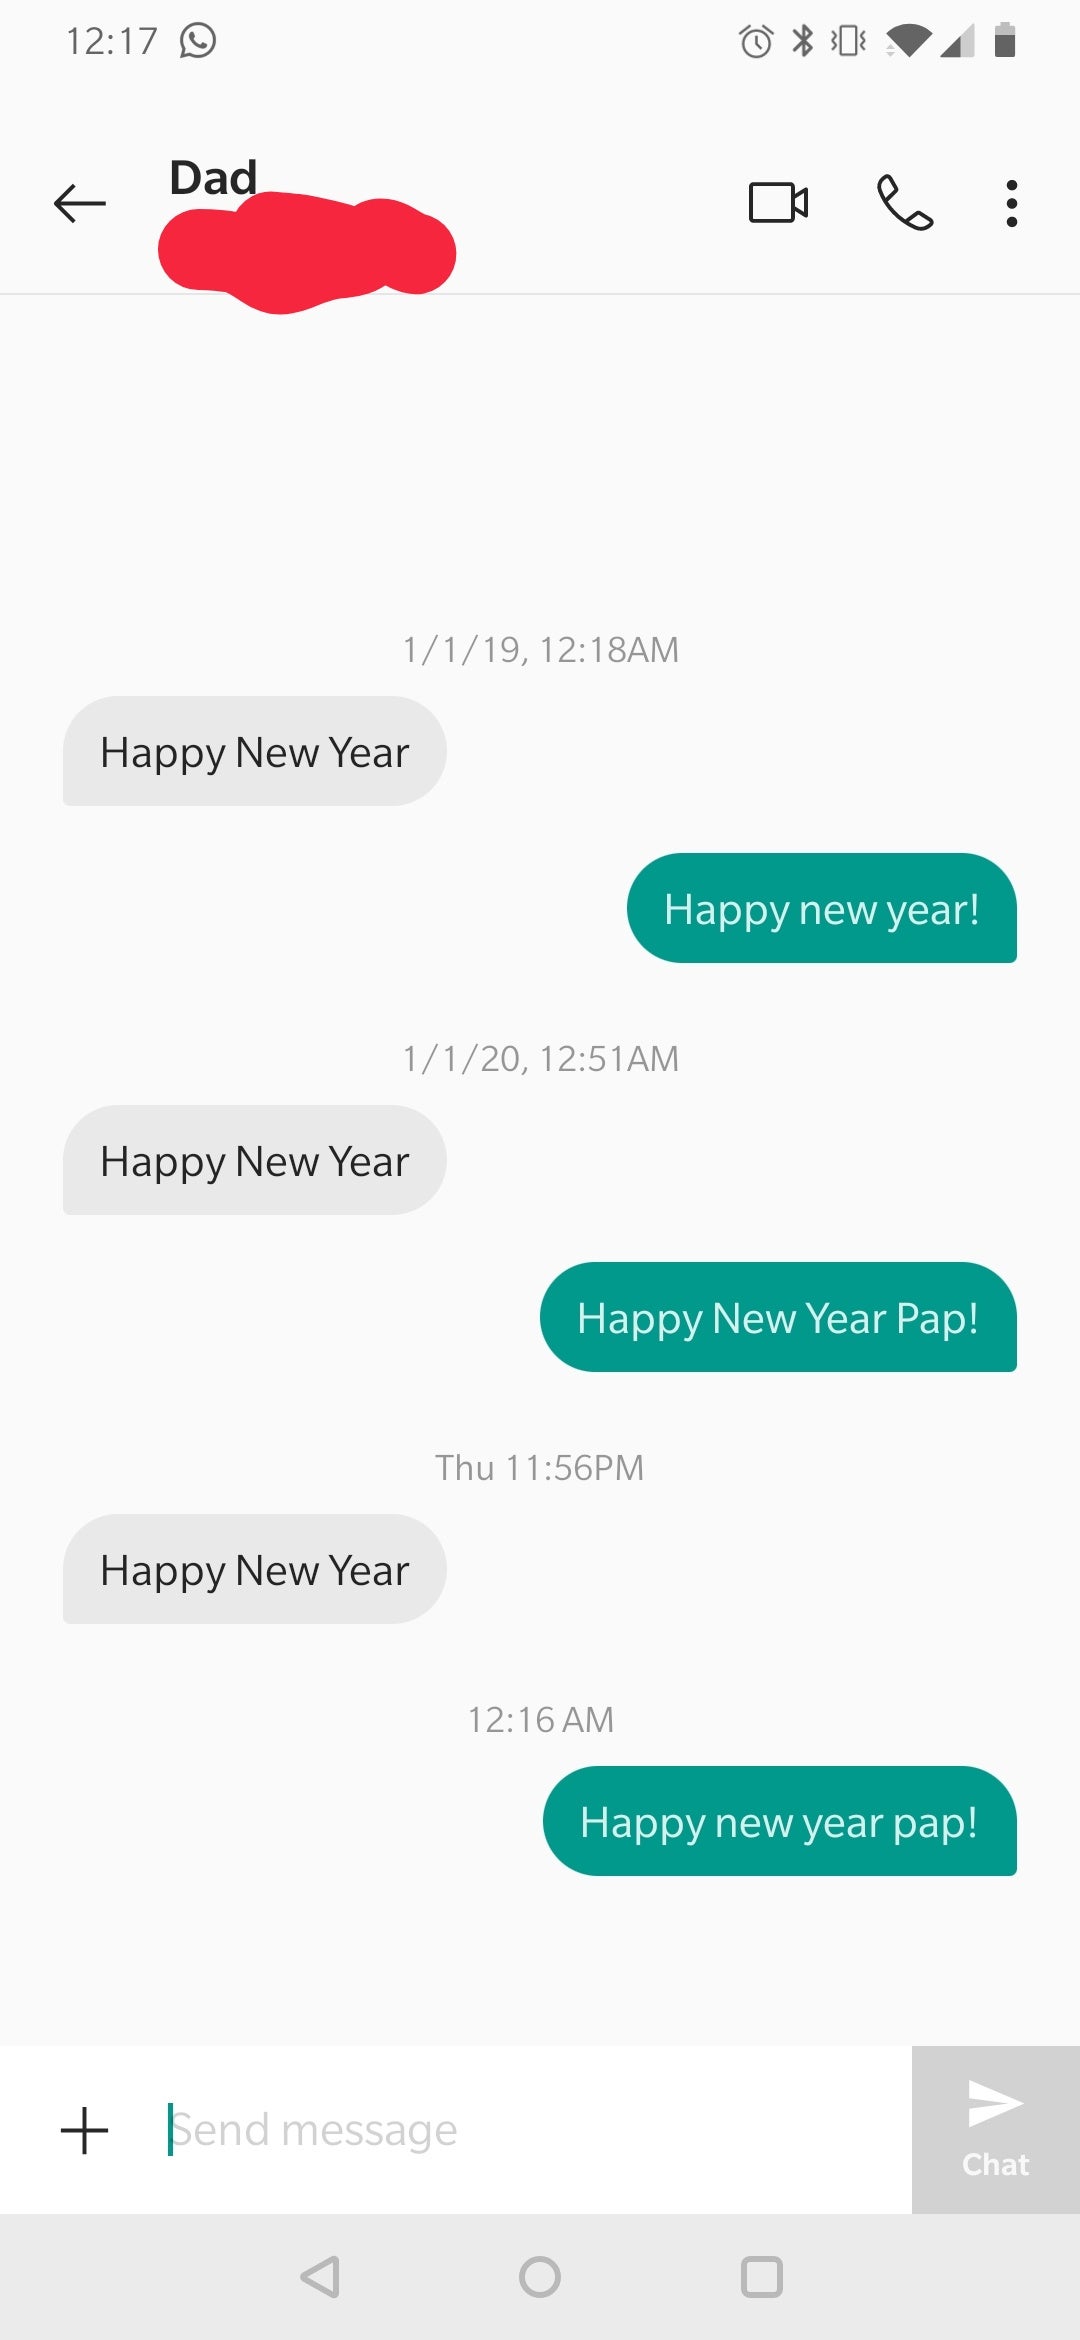 12:17
Dad
1/1/19, 12:18AM
Happy New Year
Happy new year!
1/1/20, 12:51AM
Happy New Year
Happy New Year Pap!
Thu 11:56PM
Happy New Year
12:16 AM
Happy new year pap!
Send message
Chat